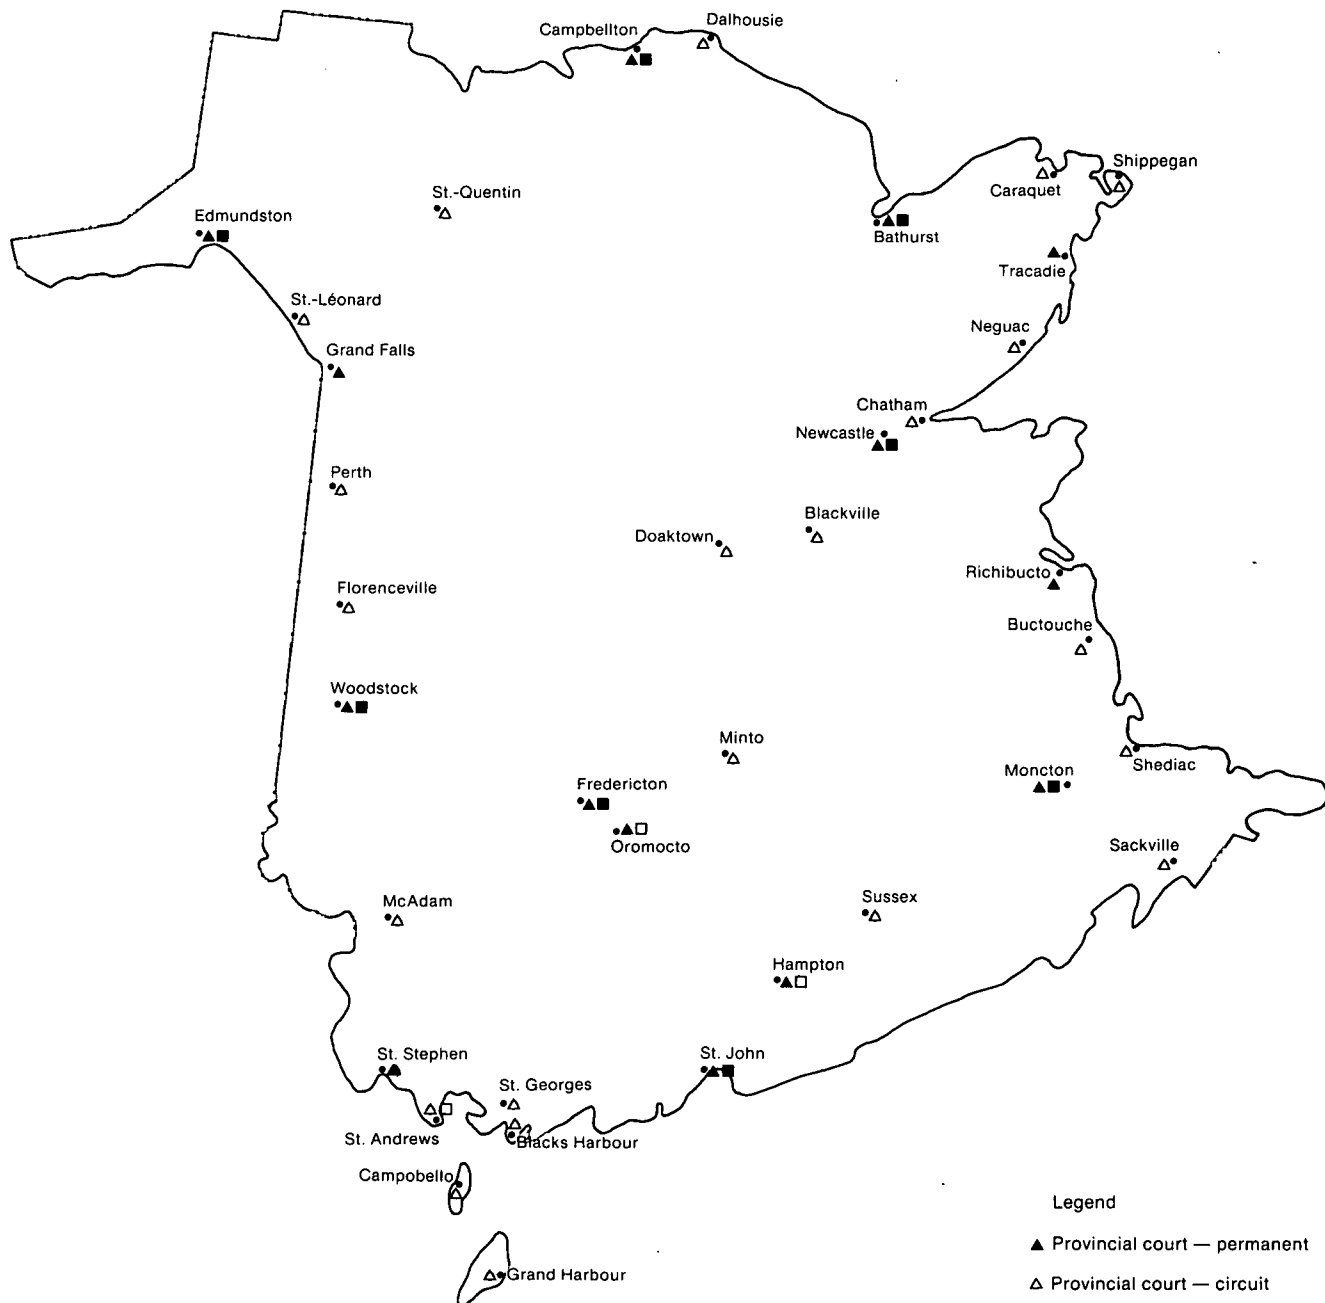 Dalhousie
Campbellton
Shippegan
Caraquet
St.-Quentin
Edmundston
Bathurst
Tracadie
St.-Léonard
Neguac
Grand Falls
Chatham
Newcastle
Perth
Blackville
Doaktown
Richibucto
Florenceville
Buctouche
Woodstock
Minto
Shediac
Moncton
Fredericton
Oromocto
Sackville
McAdam
Sussex
Hampton
St. Stephen
St. John
St. Georges
St. Andrews
Blacks Harbour
Campobello
Grand Harbour
Legend
▲ Provincial court — permanent
△ Provincial court — circuit